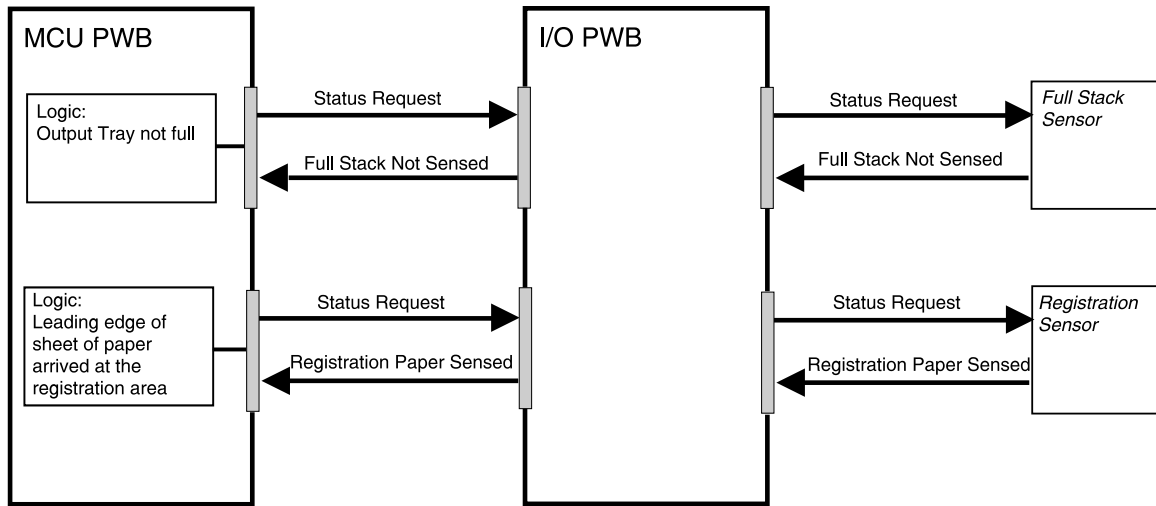 MCU PWB
Logic:
Output Tray not full
Status Request
Full Stack Not Sensed
Logic:
Leading edge of
sheet of paper
arrived at the
registration area
Status Request
Registration Paper Sensed
I/O PWB
Status Request
Full Stack Not Sensed
Full Stack
Sensor
Status Request
Registration Paper Sensed
Registration
Sensor